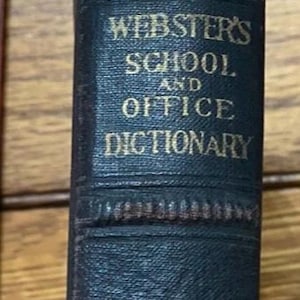 WEBSTER'S
SCHOOL
AND
OFFICE
DICTIONARY